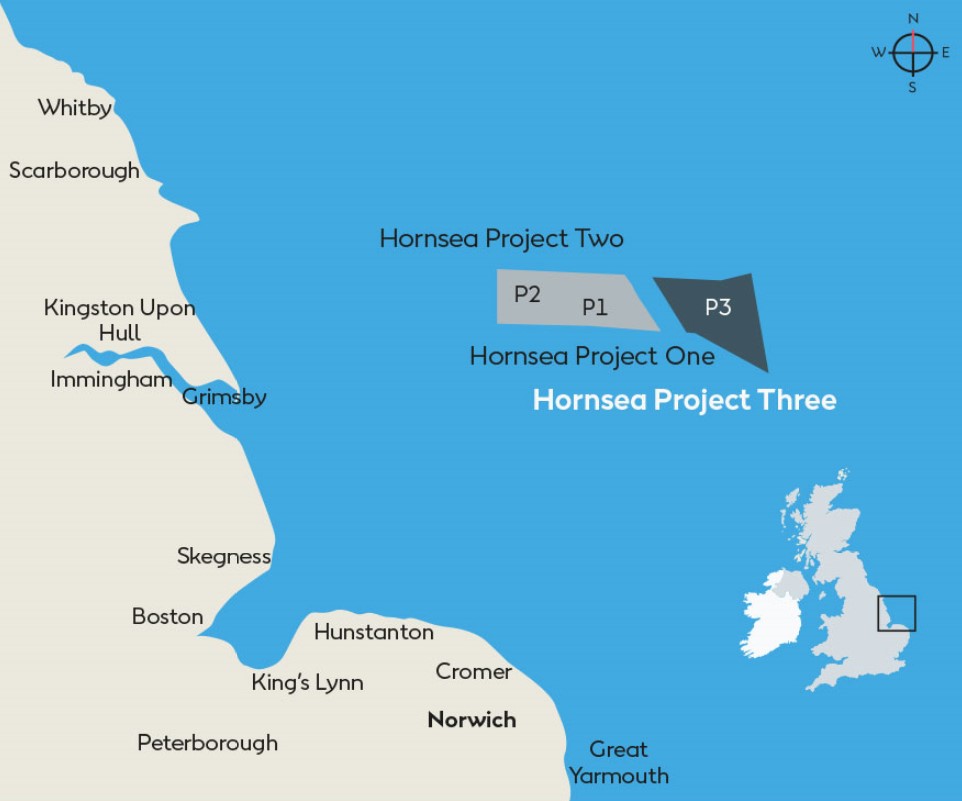 N
W E
S
Whitby
Scarborough
Hornsea Project Two
P2
P1
P3
Kingston Upon
Hull
Hornsea Project One
Immingham
Grimsby
Hornsea Project Three
Skegness
Boston
Hunstanton
Cromer
King's Lynn
Norwich
Peterborough
Great
Yarmouth